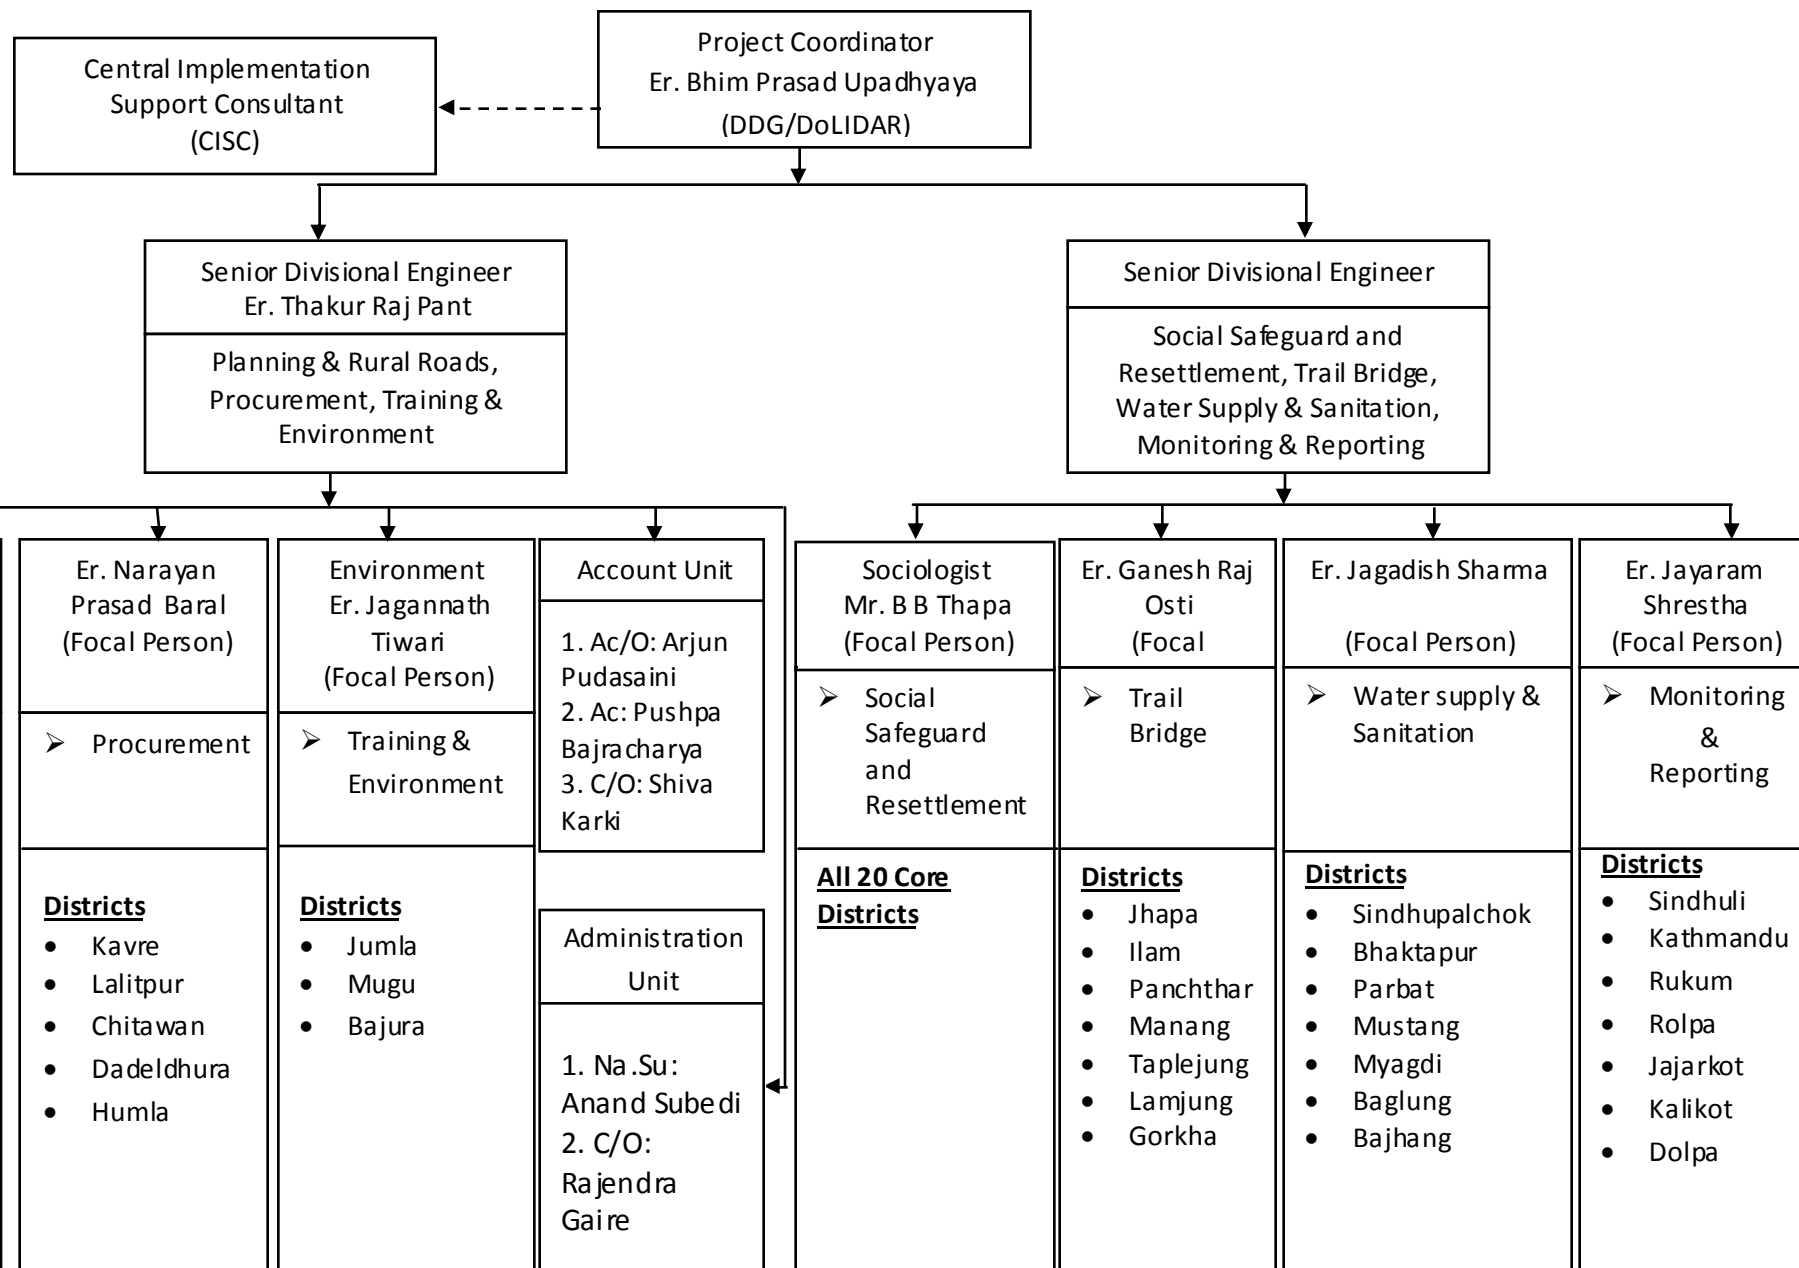 Central Implementation
Support Consultant
(CISC)
Project Coordinator
Er. Bhim Prasad Upadhyaya
(DDG/DoLIDAR)
Senior Divisional Engineer
Er. Thakur Raj Pant
Planning & Rural Roads,
Procurement, Training &
Environment
Senior Divisional Engineer
Social Safeguard and
Resettlement, Trail Bridge,
Water Supply & Sanitation,
Monitoring & Reporting
Er. Narayan
Prasad Baral
(Focal Person)
➢ Procurement
Districts
• Kavre
• Lalitpur
• Chitawan
• Dadeldhura
• Humla
Environment
Er. Jagannath
Tiwari
(Focal Person)
➢ Training &
Environment
Districts
• Jumla
• Mugu
• Bajura
Account Unit
1. Ac/O: Arjun
Pudasaini
2. Ac: Pushpa
Bajracharya
3. C/O: Shiva
Karki
Administration
Unit
1. Na.Su:
Anand Subedi
2. C/O:
Rajendra
Gaire
Sociologist
Mr. B B Thapa
(Focal Person)
➢ Social
Safeguard
and
Resettlement
All 20 Core
Districts
Er. Ganesh Raj
Osti
(Focal
➢ Trail
Bridge
Districts
• Jhapa
• Ilam
• Panchthar
• Manang
• Taplejung
• Lamjung
• Gorkha
Er. Jagadish Sharma
(Focal Person)
➢ Water supply &
Sanitation
Districts
• Sindhupalchok
• Bhaktapur
• Parbat
• Mustang
• Myagdi
• Baglung
• Bajhang
Er. Jayaram
Shrestha
(Focal Person)
➢ Monitoring
&
Reporting
Districts
• Sindhuli
• Kathmandu
• Rukum
• Rolpa
• Jajarkot
• Kalikot
• Dolpa